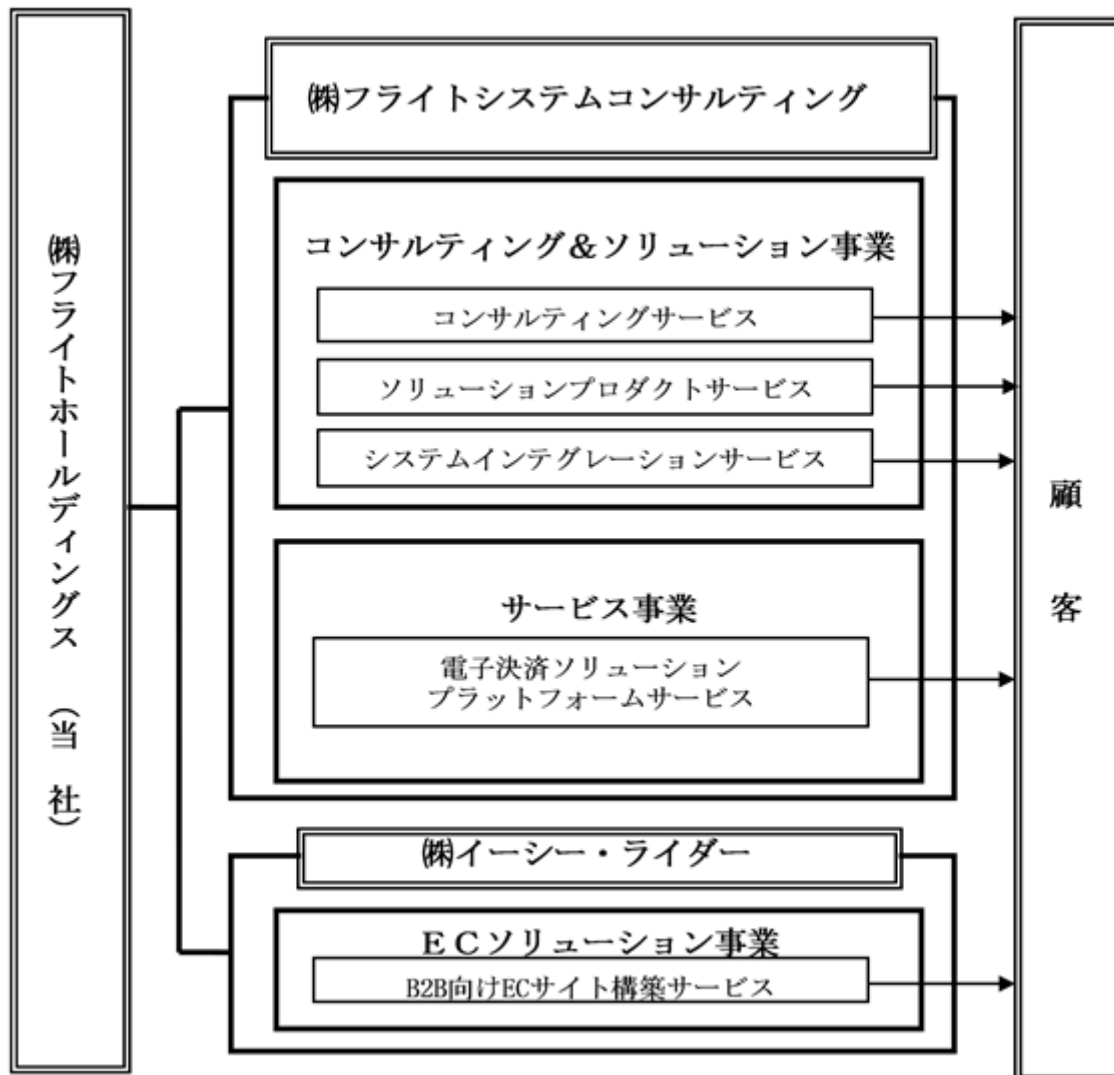 ㈱フライトホールディングス （当 社）
㈱フライトシステムコンサルティング
コンサルティング＆ソリューション事業
コンサルティングサービス
ソリューションプロダクトサービス
システムインテグレーションサービス
サービス事業
電子決済ソリューション
プラットフォームサービス
㈱イーシー・ライダー
ＥＣソリューション事業
B2B向けECサイト構築サービス
顧 客